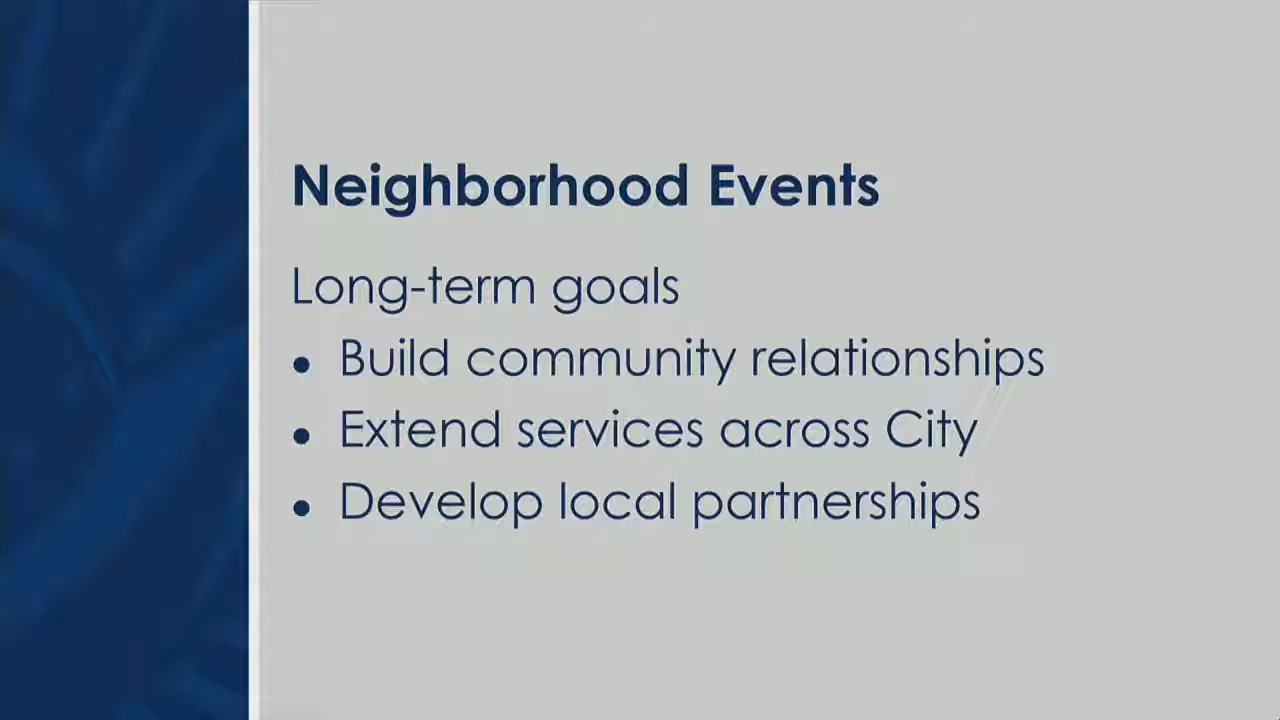 Neighborhood Events
Long-term goals
• Build community relationships
• Extend services across City
• Develop local partnerships